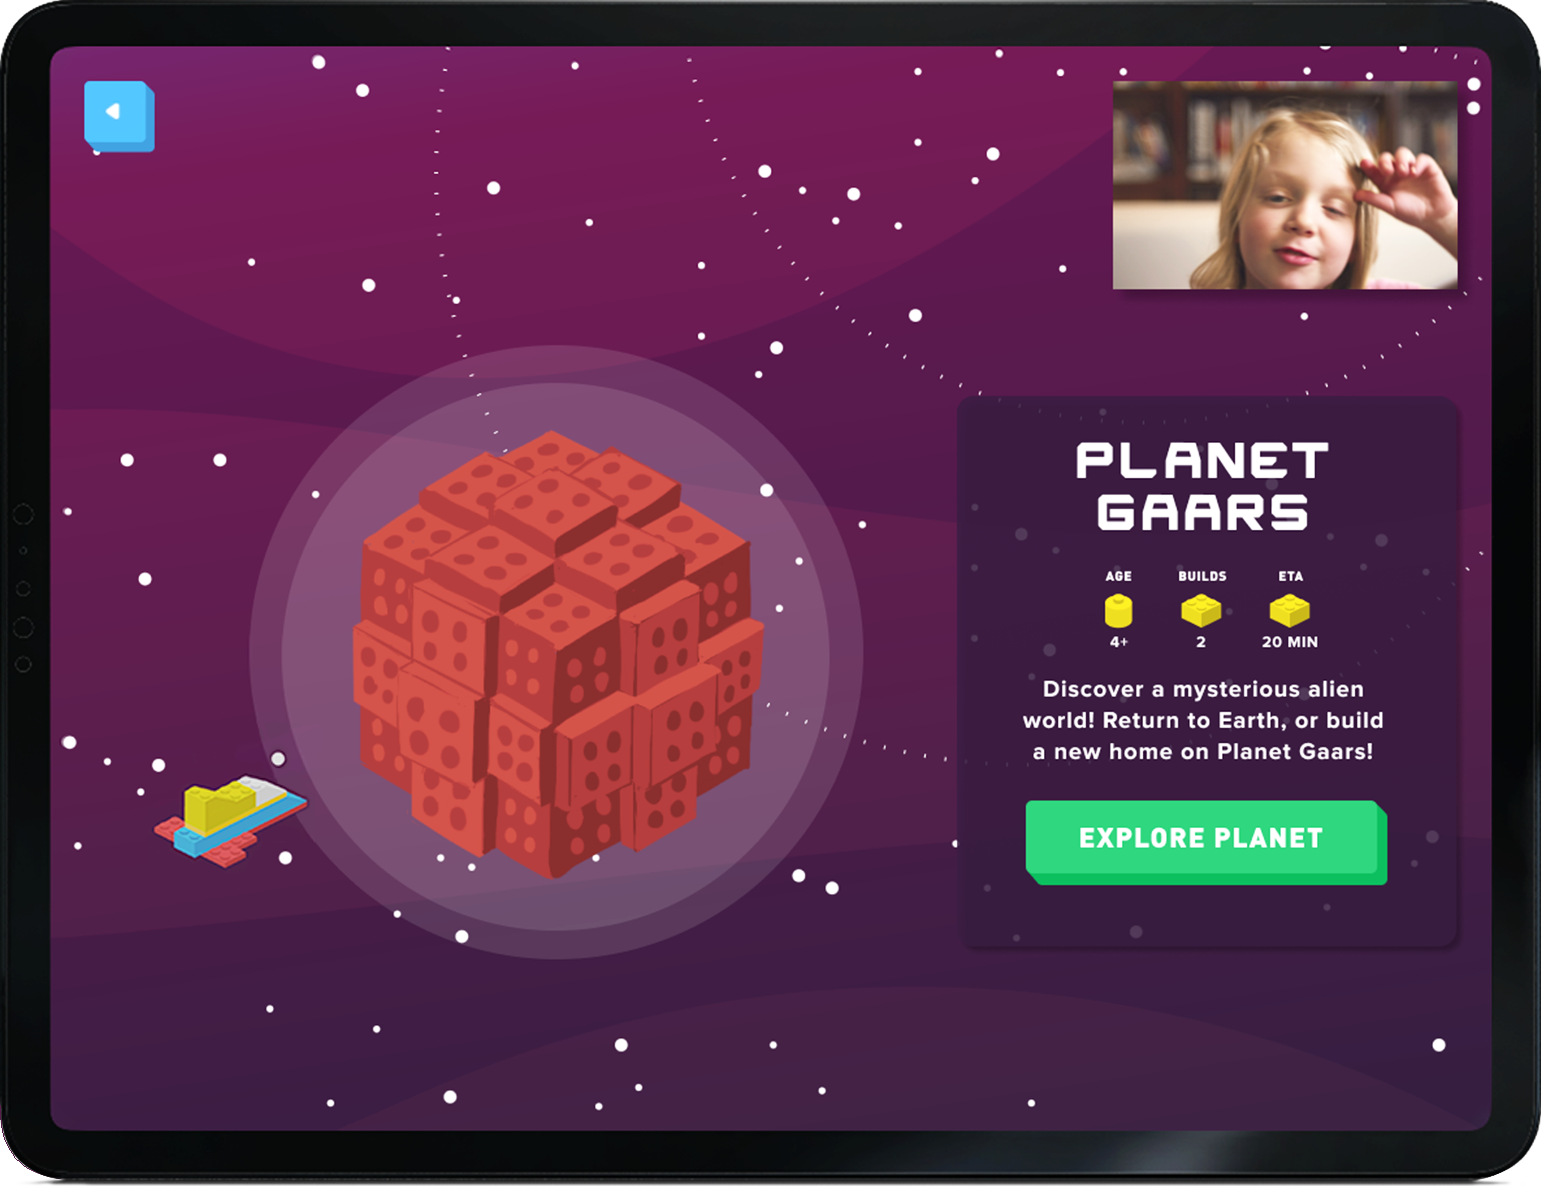 PLANET
GAARS
AGE BUILDS ETA
4+ 2 20 MIN
Discover a mysterious alien
world! Return to Earth, or build
a new home on Planet Gaars!
EXPLORE PLANET